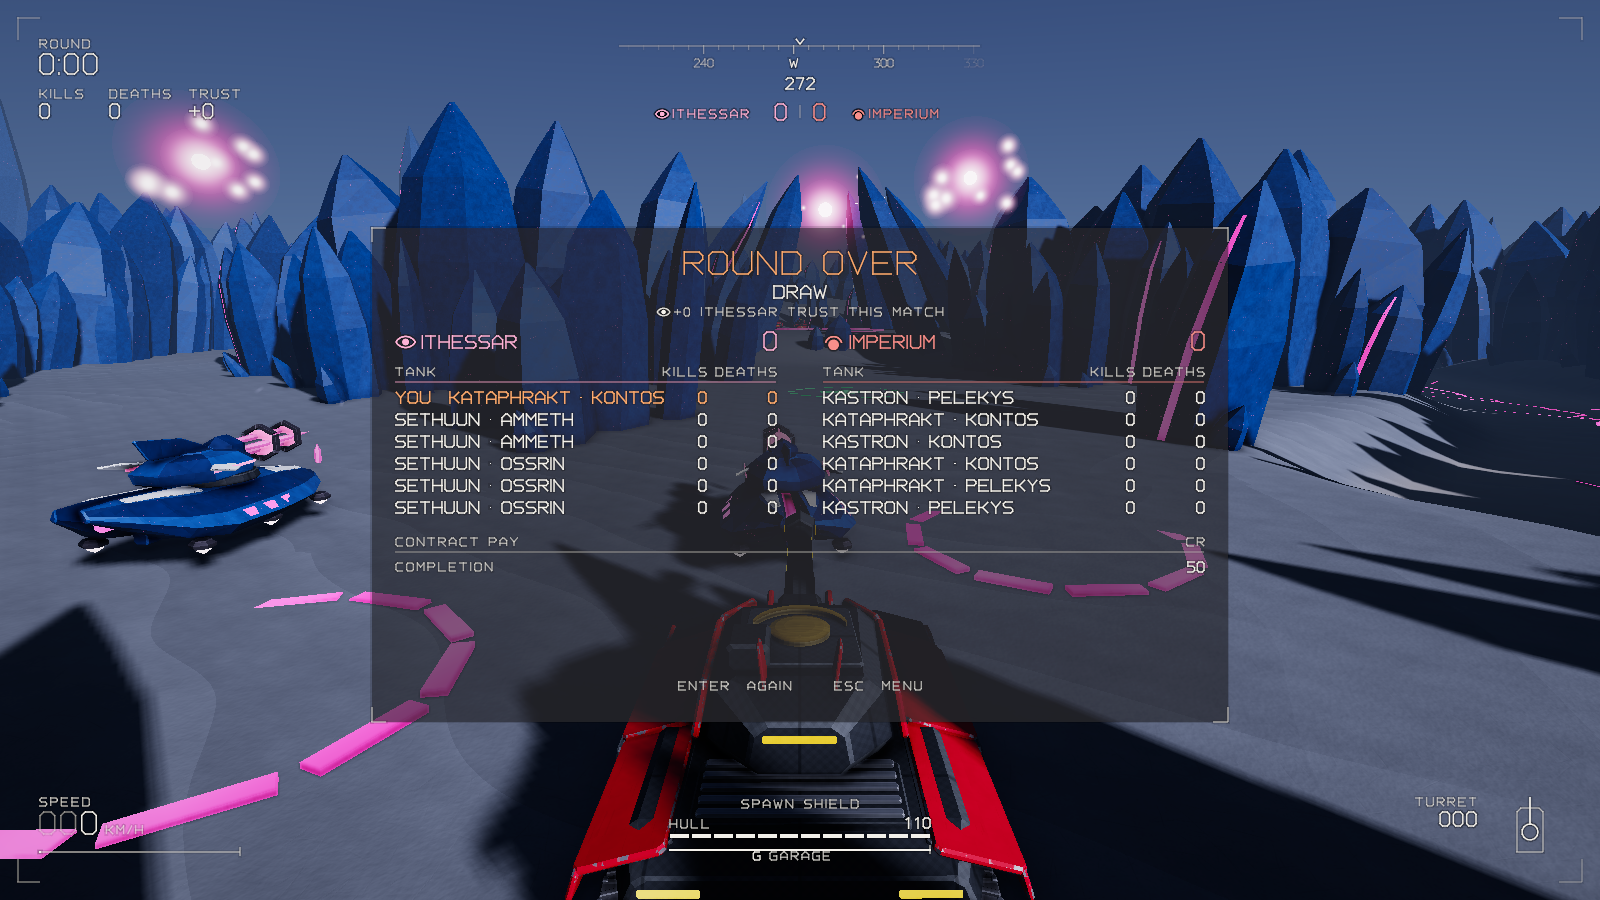 ROUND
0:00
KILLS DEATHS TRUST
0 0 +0
240 W 300 330
272
ITHESSAR 0 | 0 IMPERIUM
ROUND OVER
DRAW
+0 ITHESSAR TRUST THIS MATCH
ITHESSAR 0 IMPERIUM 0
TANK KILLS DEATHS TANK KILLS DEATHS
YOU KATAPHRAKT · KONTOS 0 0 KASTRON · PELEKYS 0 0
SETHUUN · AMMETH 0 0 KATAPHRAKT · KONTOS 0 0
SETHUUN · AMMETH 0 0 KASTRON · KONTOS 0 0
SETHUUN · OSSRIN 0 0 KATAPHRAKT · KONTOS 0 0
SETHUUN · OSSRIN 0 0 KATAPHRAKT · PELEKYS 0 0
SETHUUN · OSSRIN 0 0 KASTRON · PELEKYS 0 0
CONTRACT PAY CR
COMPLETION 50
ENTER AGAIN ESC MENU
SPEED
000 KM/H
SPAWN SHIELD
HULL 110
G GARAGE
TURRET
000